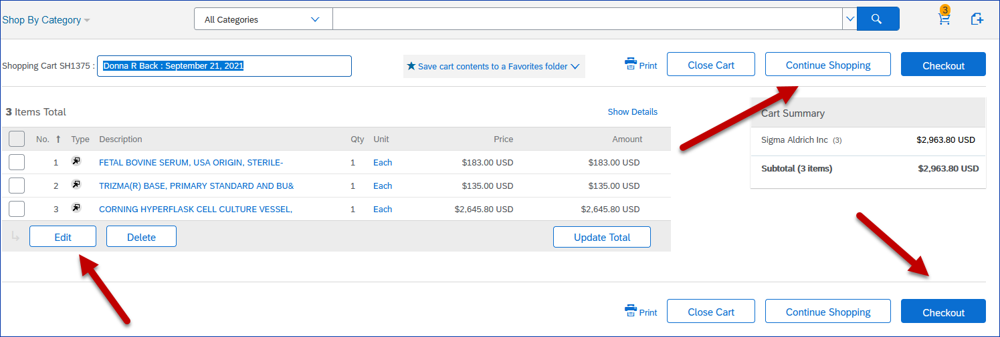 3
Shop By Category All Categories
Shopping Cart SH1375 : Donna R Back : September 21, 2021 Save cart contents to a Favorites folder Print Close Cart Continue Shopping Checkout
3 Items Total Show Details
Cart Summary
No. ↑ Type Description Qty Unit Price Amount
Sigma Aldrich Inc (3) $2,963.80 USD
1 FETAL BOVINE SERUM, USA ORIGIN, STERILE- 1 Each $183.00 USD $183.00 USD
Subtotal (3 items) $2,963.80 USD
2 TRIZMA(R) BASE, PRIMARY STANDARD AND BU& 1 Each $135.00 USD $135.00 USD
3 CORNING HYPERFLASK CELL CULTURE VESSEL, 1 Each $2,645.80 USD $2,645.80 USD
Edit Delete Update Total
Print Close Cart Continue Shopping Checkout